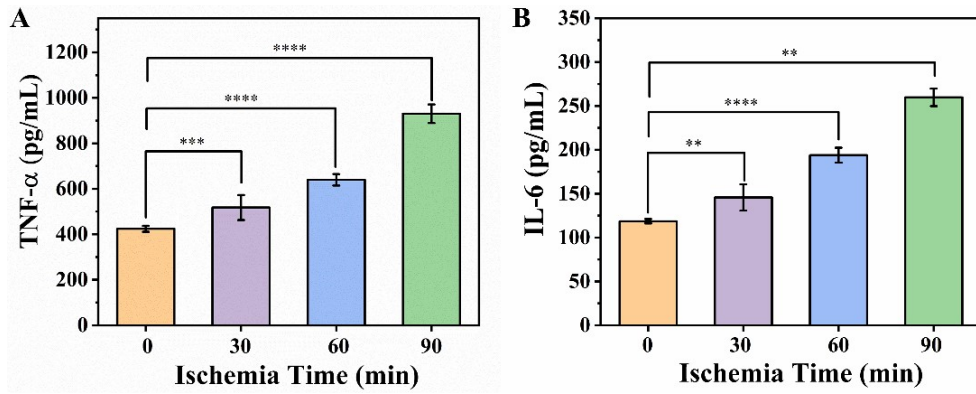 A
TNF-α (pg/mL)
1200
1000
800
600
400
200
0
****
****
***
0 30 60 90
Ischemia Time (min)
B
IL-6 (pg/mL)
350
300
250
200
150
100
50
0
**
****
**
0 30 60 90
Ischemia Time (min)